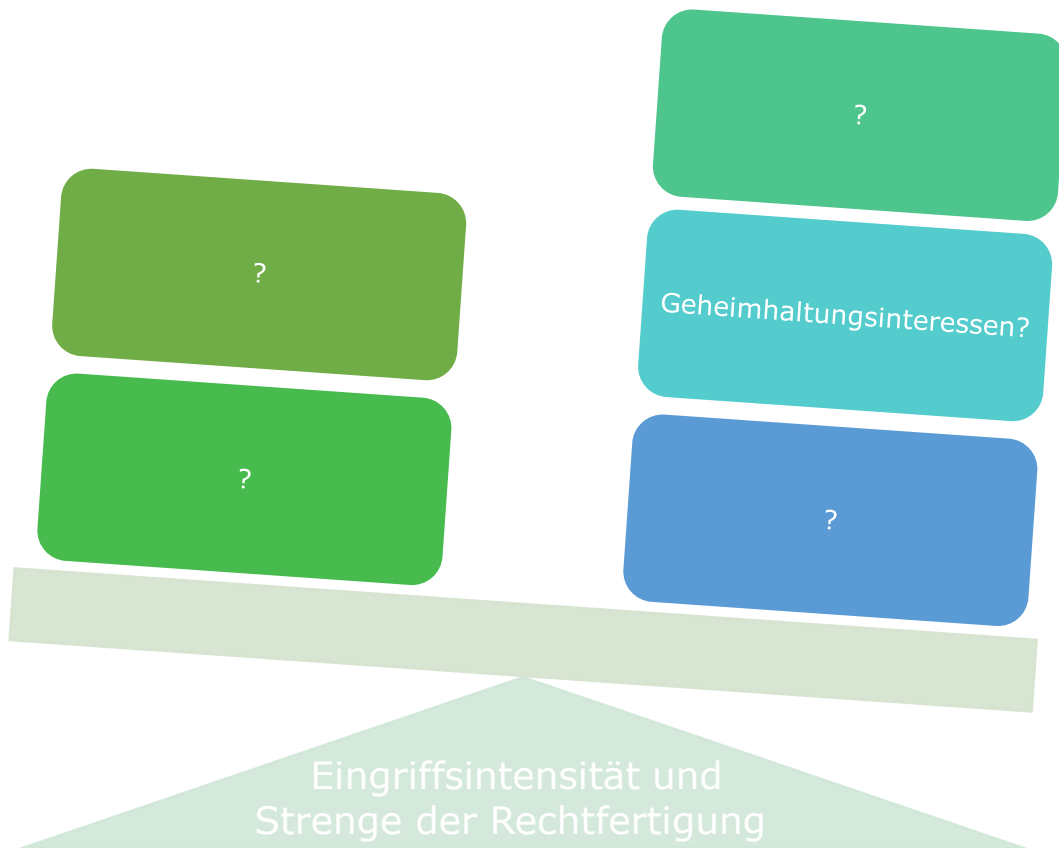 ?
?
Geheimhaltungsinteressen?
?
?
Eingriffsintensität und
Strenge der Rechtfertigung